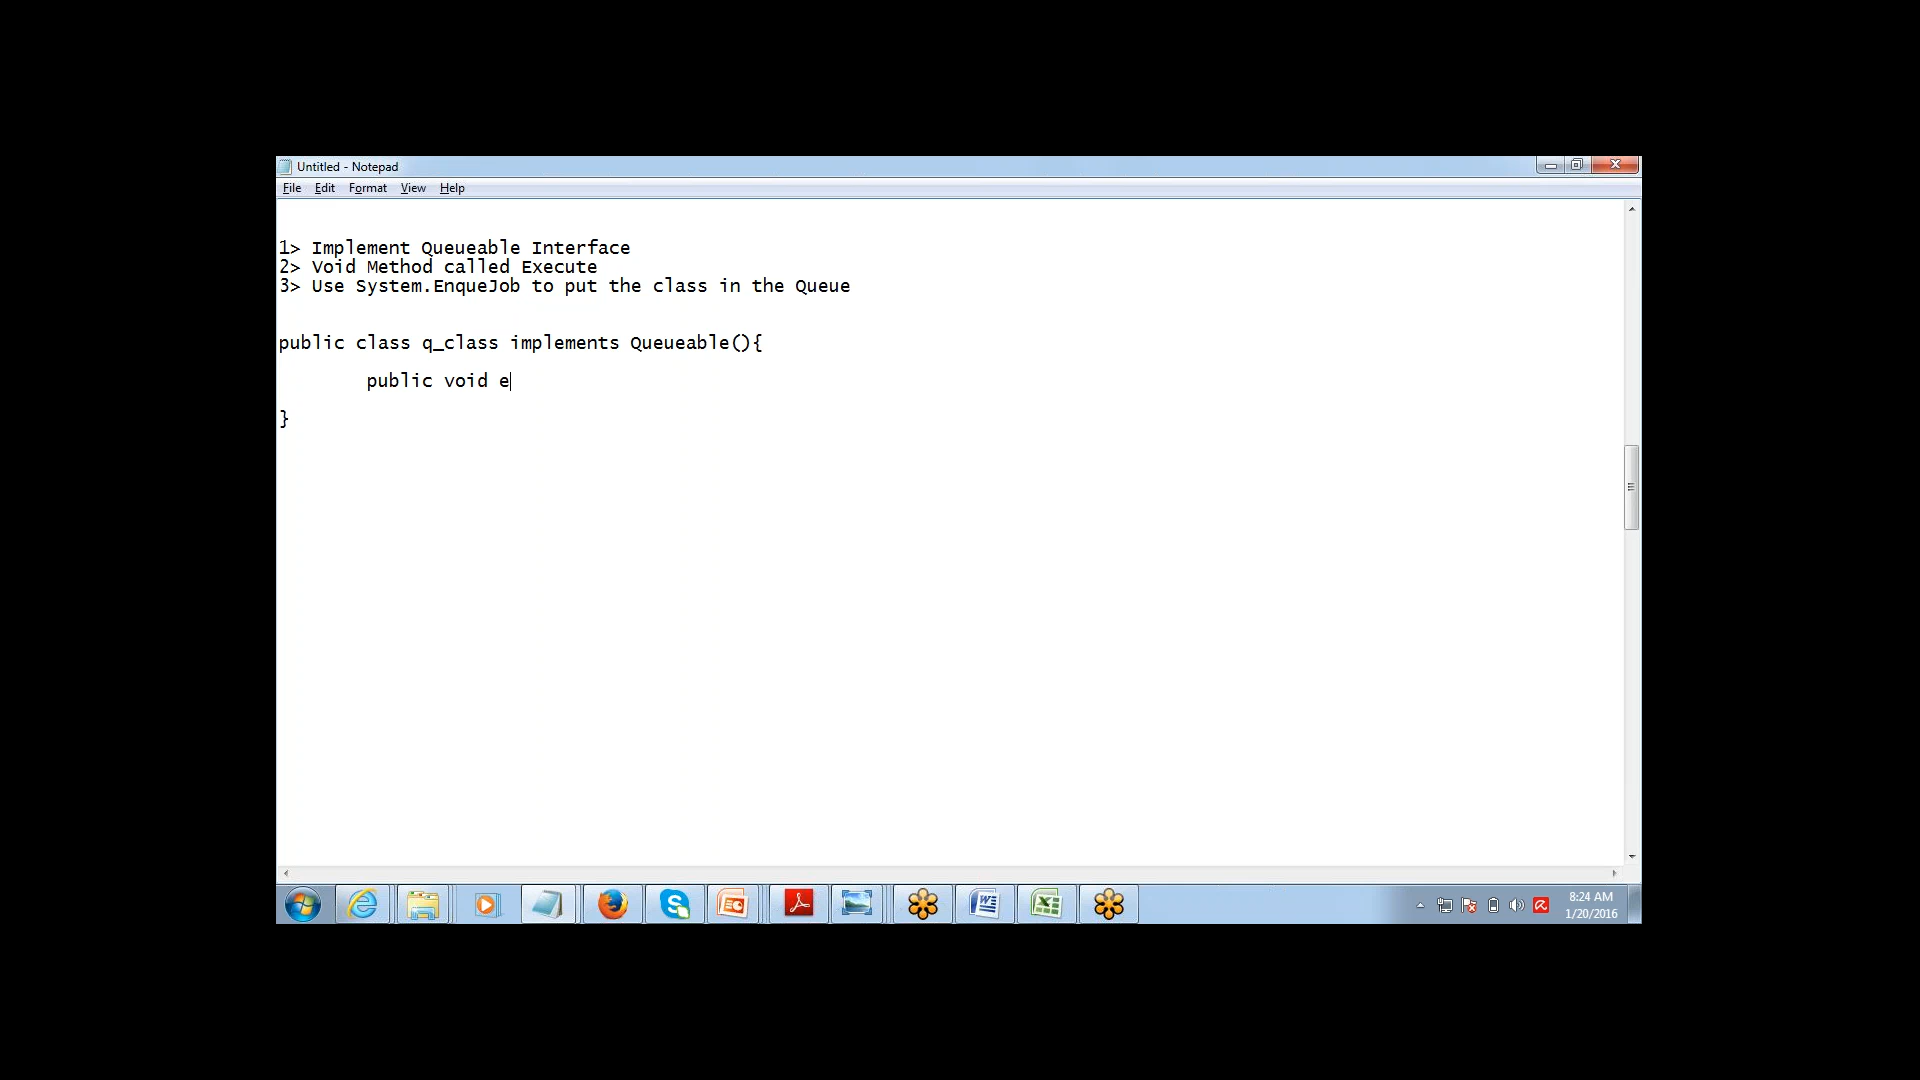 Untitled - Notepad
File Edit Format View Help
1> Implement Queueable Interface
2> Void Method called Execute
3> Use System.EnqueJob to put the class in the Queue
public class q_class implements Queueable(){
public void e
}
8:24 AM
1/20/2016